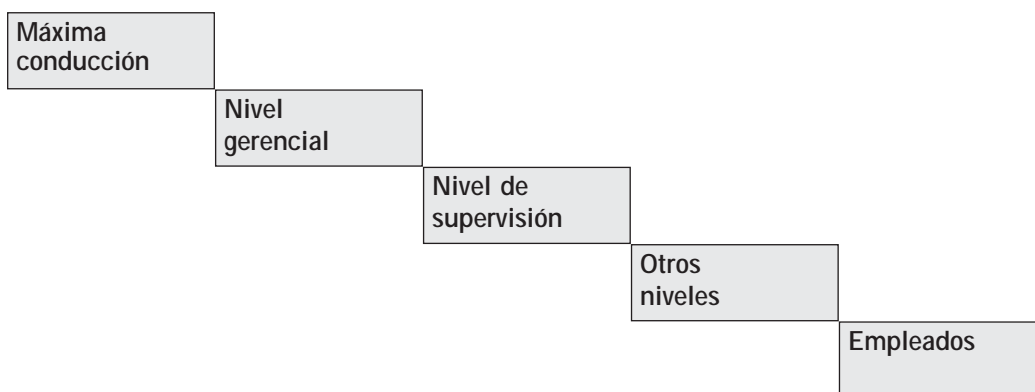 Máxima
conducción
Nivel
gerencial
Nivel de
supervisión
Otros
niveles
Empleados